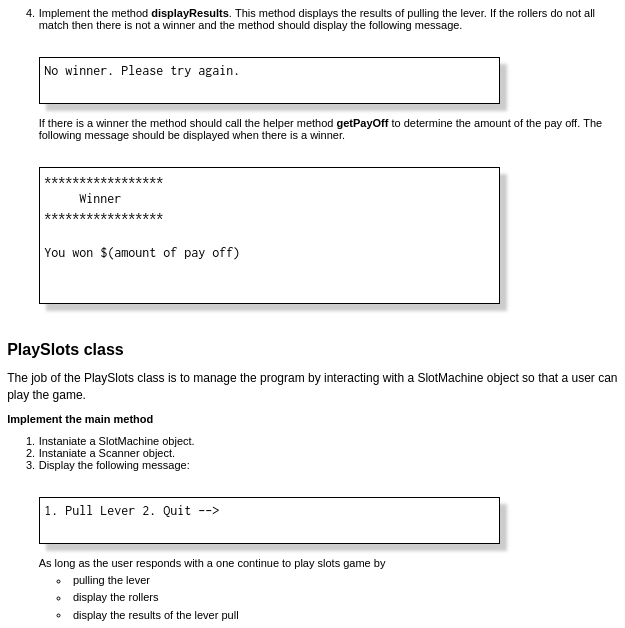 4. Implement the method displayResults. This method displays the results of pulling the lever. If the rollers do not all
match then there is not a winner and the method should display the following message.
No winner. Please try again.
If there is a winner the method should call the helper method getPayOff to determine the amount of the pay off. The
following message should be displayed when there is a winner.
*****************
Winner
*****************
You won $(amount of pay off)
PlaySlots class
The job of the PlaySlots class is to manage the program by interacting with a SlotMachine object so that a user can
play the game.
Implement the main method
1. Instaniate a SlotMachine object.
2. Instaniate a Scanner object.
3. Display the following message:
1. Pull Lever 2. Quit -->
As long as the user responds with a one continue to play slots game by
◦ pulling the lever
◦ display the rollers
◦ display the results of the lever pull